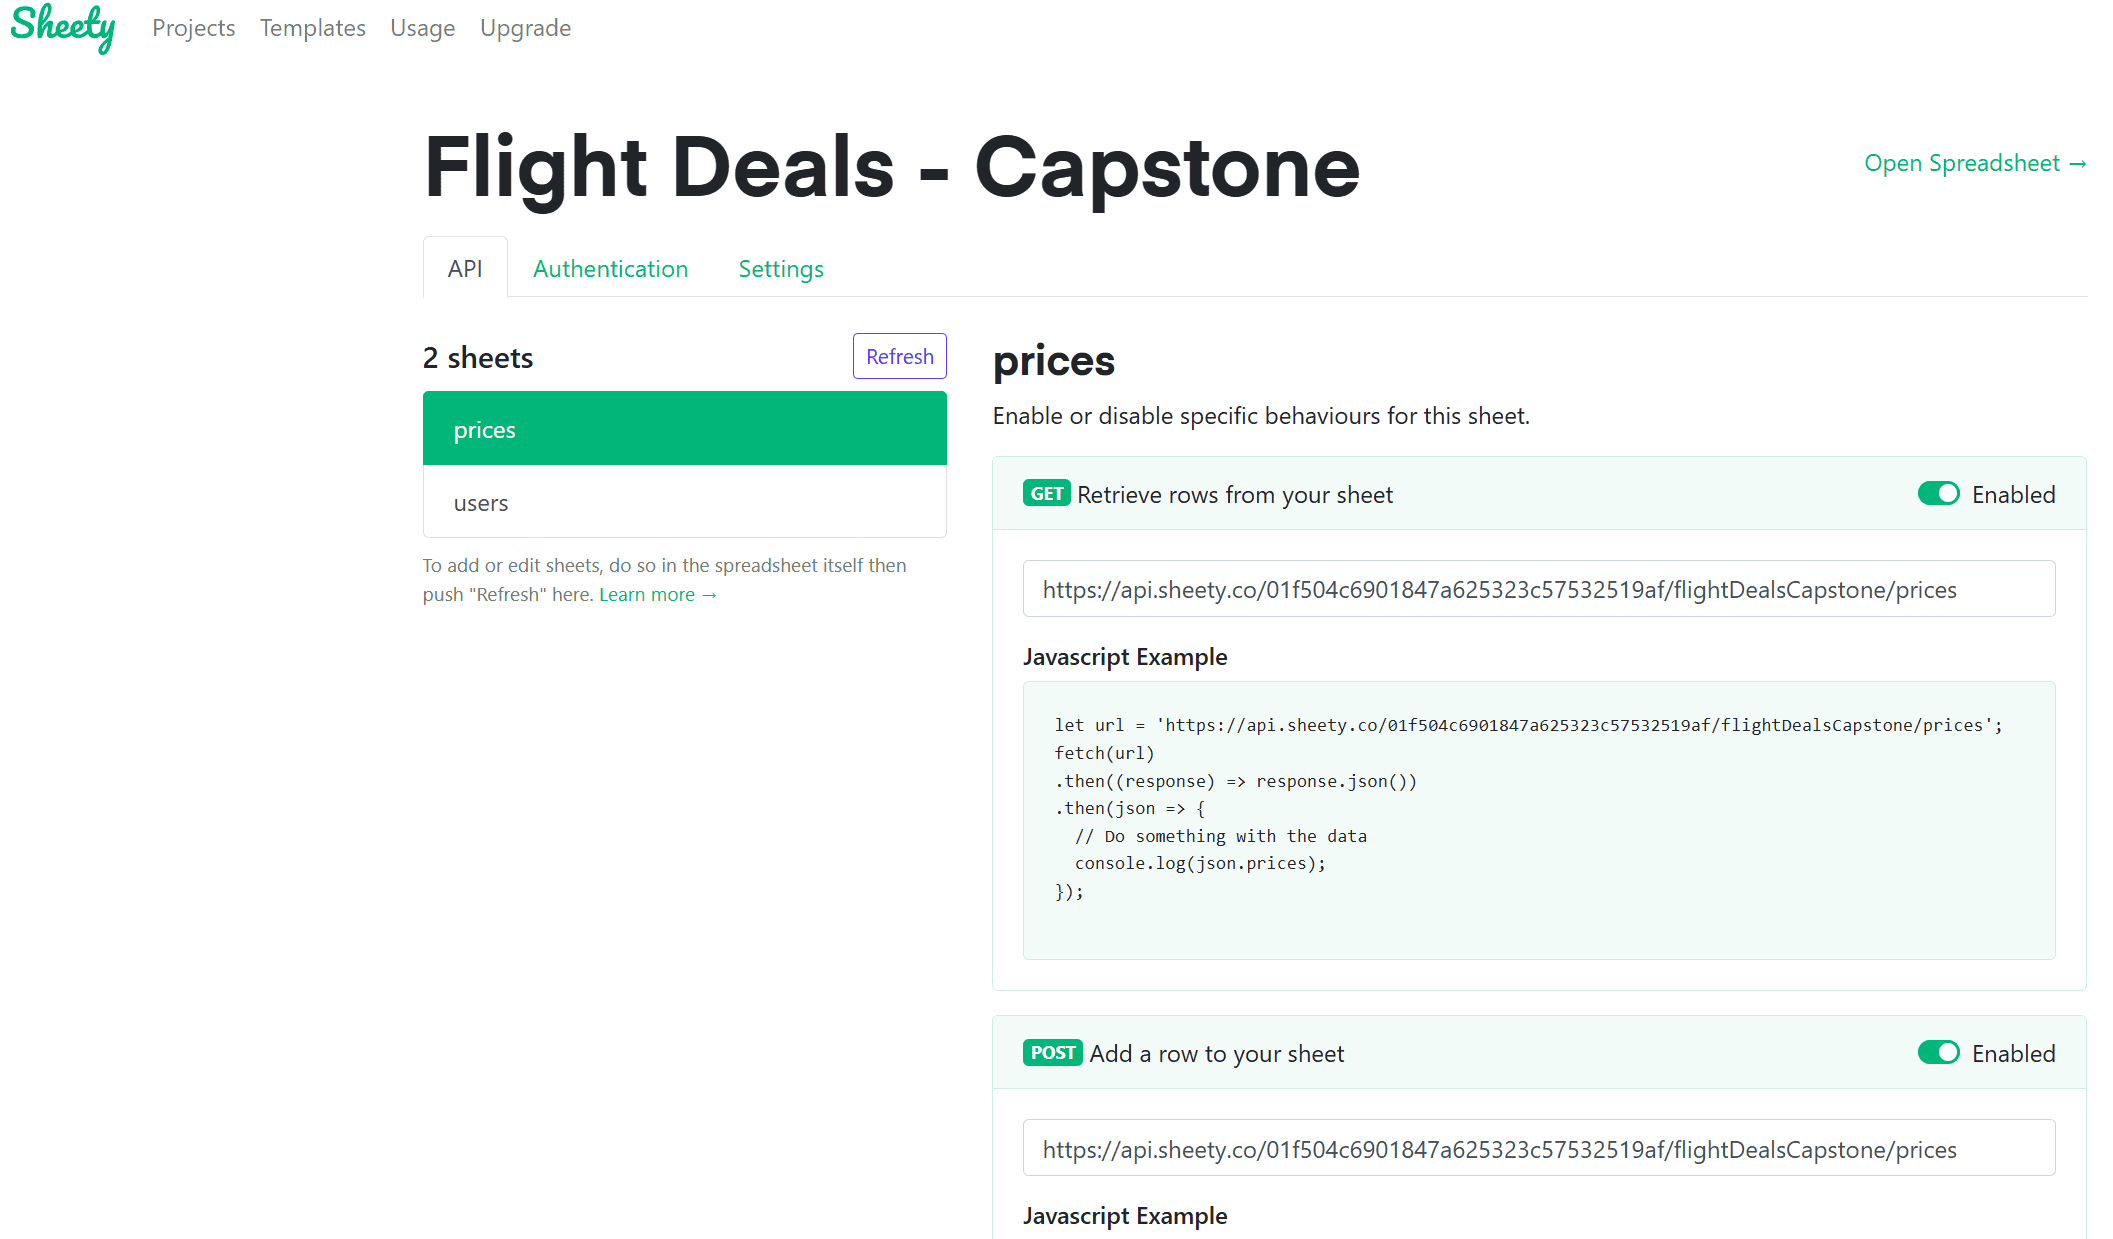 Sheety
Projects Templates Usage Upgrade
Flight Deals - Capstone
Open Spreadsheet →
API Authentication Settings
2 sheets
Refresh
prices
users
To add or edit sheets, do so in the spreadsheet itself then
push "Refresh" here. Learn more →
prices
Enable or disable specific behaviours for this sheet.
GET Retrieve rows from your sheet
Enabled
https://api.sheety.co/01f504c6901847a625323c57532519af/flightDealsCapstone/prices
Javascript Example
let url = 'https://api.sheety.co/01f504c6901847a625323c57532519af/flightDealsCapstone/prices';
fetch(url)
.then((response) => response.json())
.then(json => {
  // Do something with the data
  console.log(json.prices);
});
POST Add a row to your sheet
Enabled
https://api.sheety.co/01f504c6901847a625323c57532519af/flightDealsCapstone/prices
Javascript Example